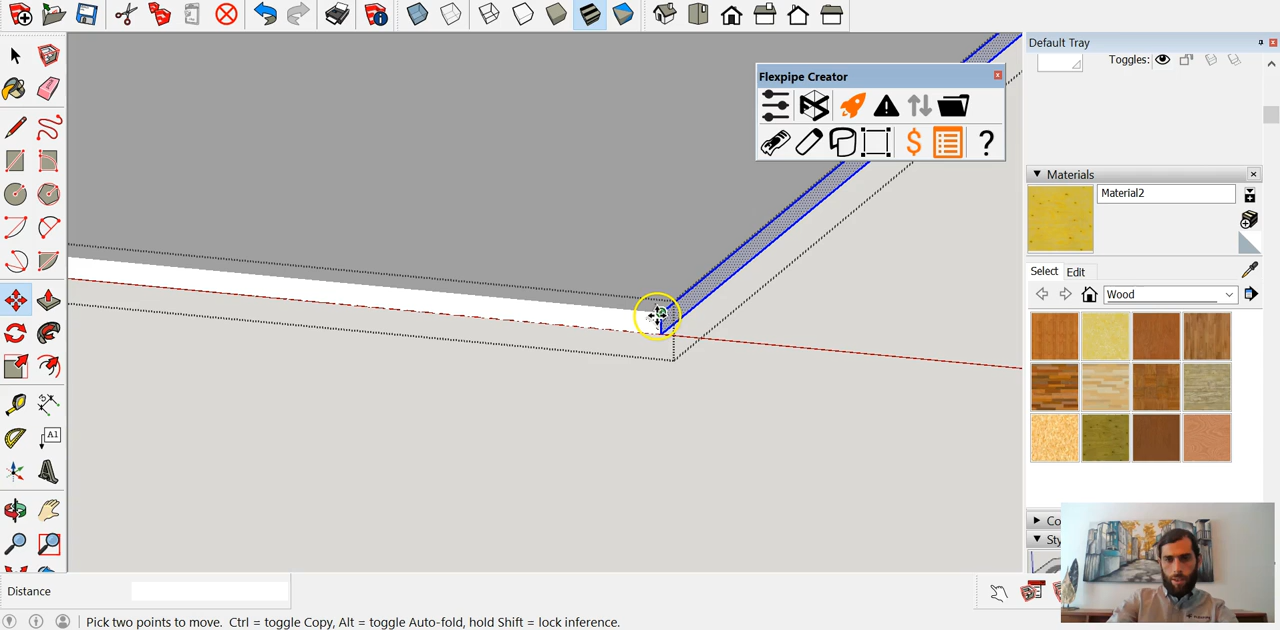 Default Tray
Toggles:
Flexpipe Creator
$
?
Materials
Material2
Select Edit
Wood
Co
Sty
A1
Distance
Pick two points to move. Ctrl = toggle Copy, Alt = toggle Auto-fold, hold Shift = lock inference.